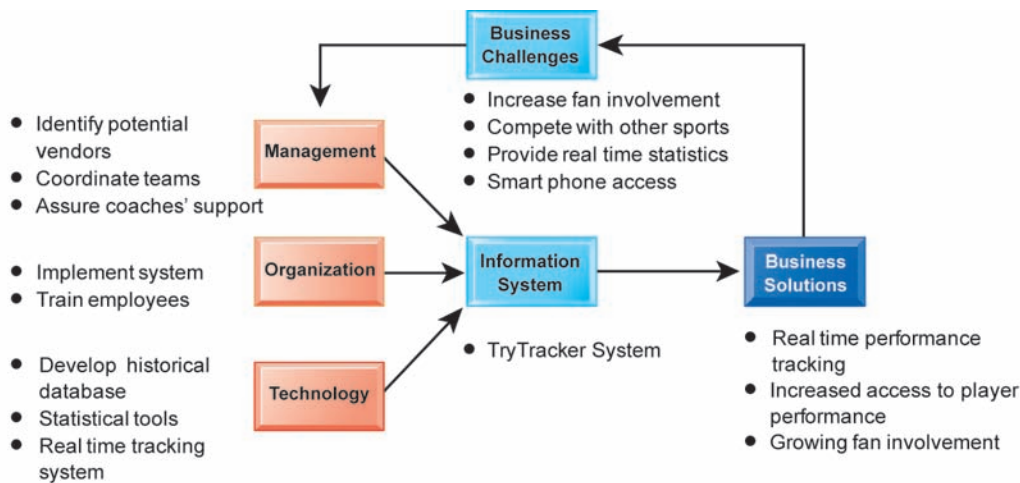 Business
Challenges
● Increase fan involvement
● Compete with other sports
● Provide real time statistics
● Smart phone access
● Identify potential
vendors
● Coordinate teams
● Assure coaches' support
Management
● Implement system
● Train employees
Organization
Information
System
● TryTracker System
Business
Solutions
● Real time performance
tracking
● Increased access to player
performance
● Growing fan involvement
● Develop historical
database
● Statistical tools
● Real time tracking
system
Technology